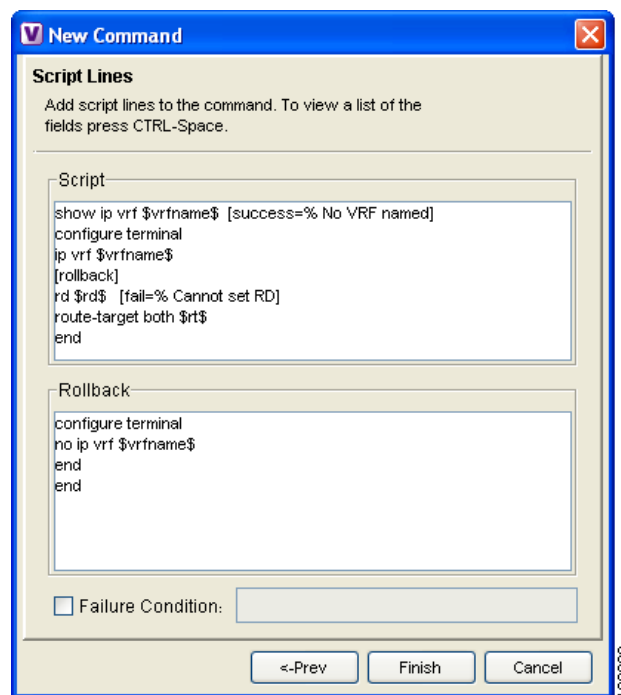 New Command
Script Lines
Add script lines to the command. To view a list of the
fields press CTRL-Space.
Script
show ip vrf $vrfname$  [success=% No VRF named]
configure terminal
ip vrf $vrfname$
[rollback]
rd $rd$   [fail=% Cannot set RD]
route-target both $rt$
end
Rollback
configure terminal
no ip vrf $vrfname$
end
end
Failure Condition:
<-Prev
Finish
Cancel